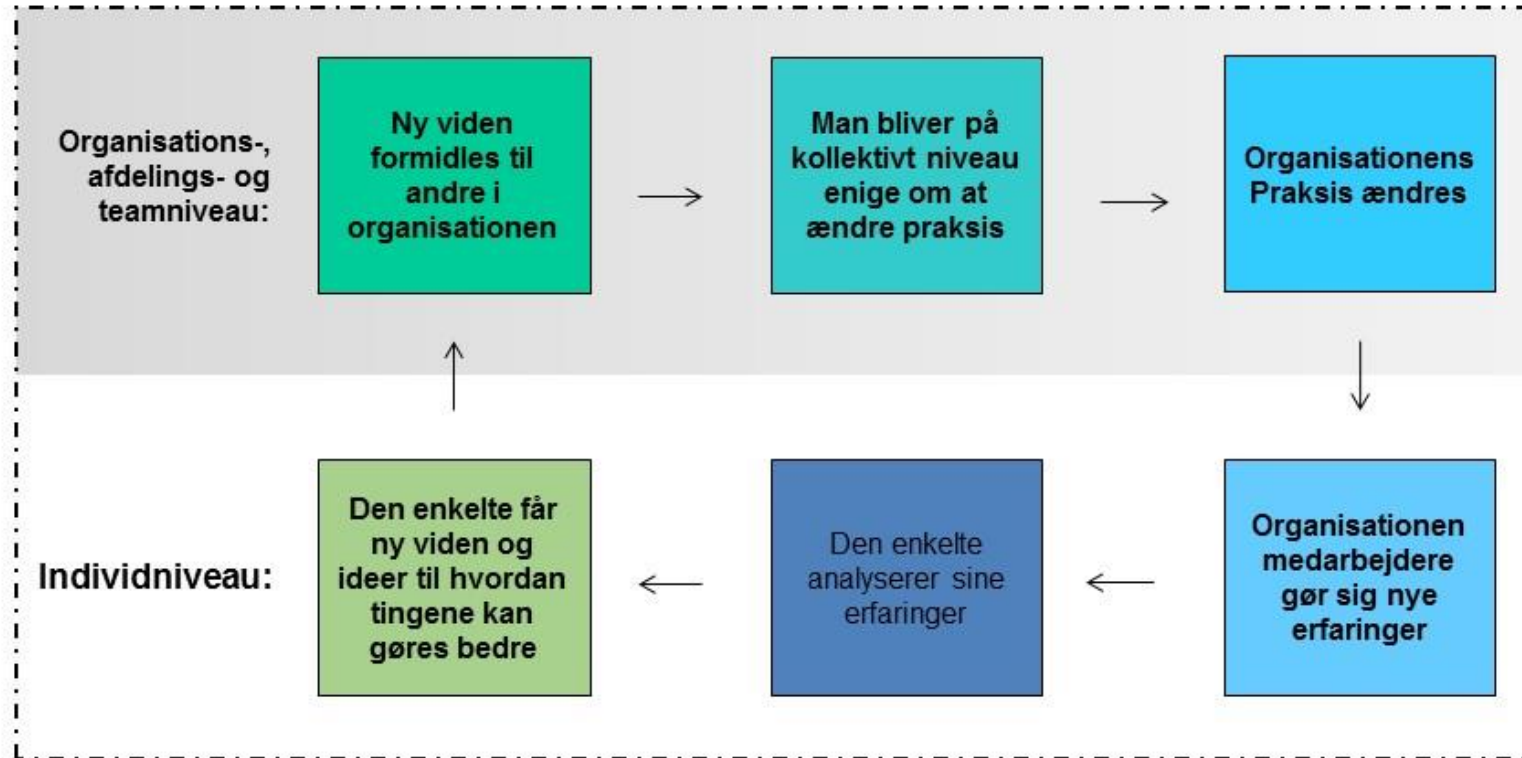 Organisations-,
afdelings- og
teamniveau:
Ny viden
formidles til
andre i
organisationen
Man bliver på
kollektivt niveau
enige om at
ændre praksis
Organisationens
Praksis ændres
Individniveau:
Den enkelte får
ny viden og
ideer til hvordan
tingene kan
gøres bedre
Den enkelte
analyserer sine
erfaringer
Organisationen
medarbejdere
gør sig nye
erfaringer